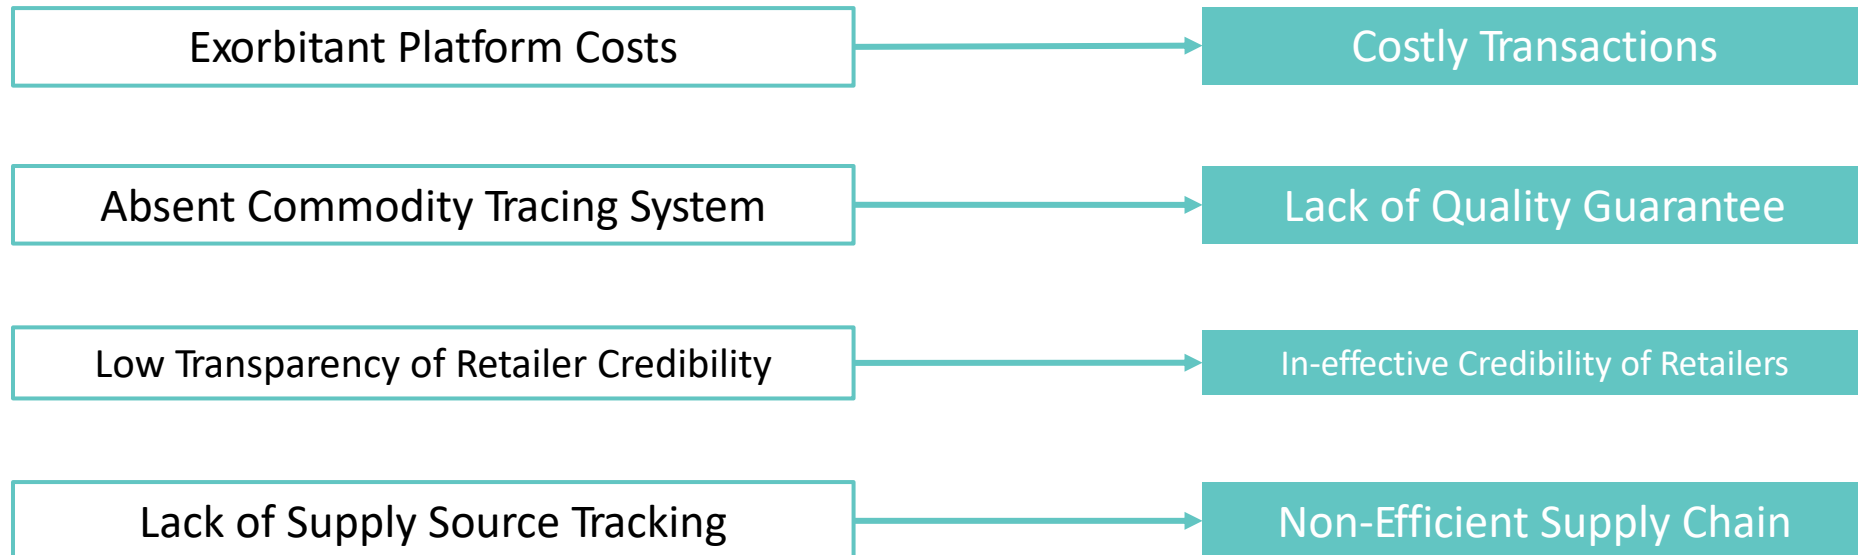 Exorbitant Platform Costs
Costly Transactions
Absent Commodity Tracing System
Lack of Quality Guarantee
Low Transparency of Retailer Credibility
In-effective Credibility of Retailers
Lack of Supply Source Tracking
Non-Efficient Supply Chain